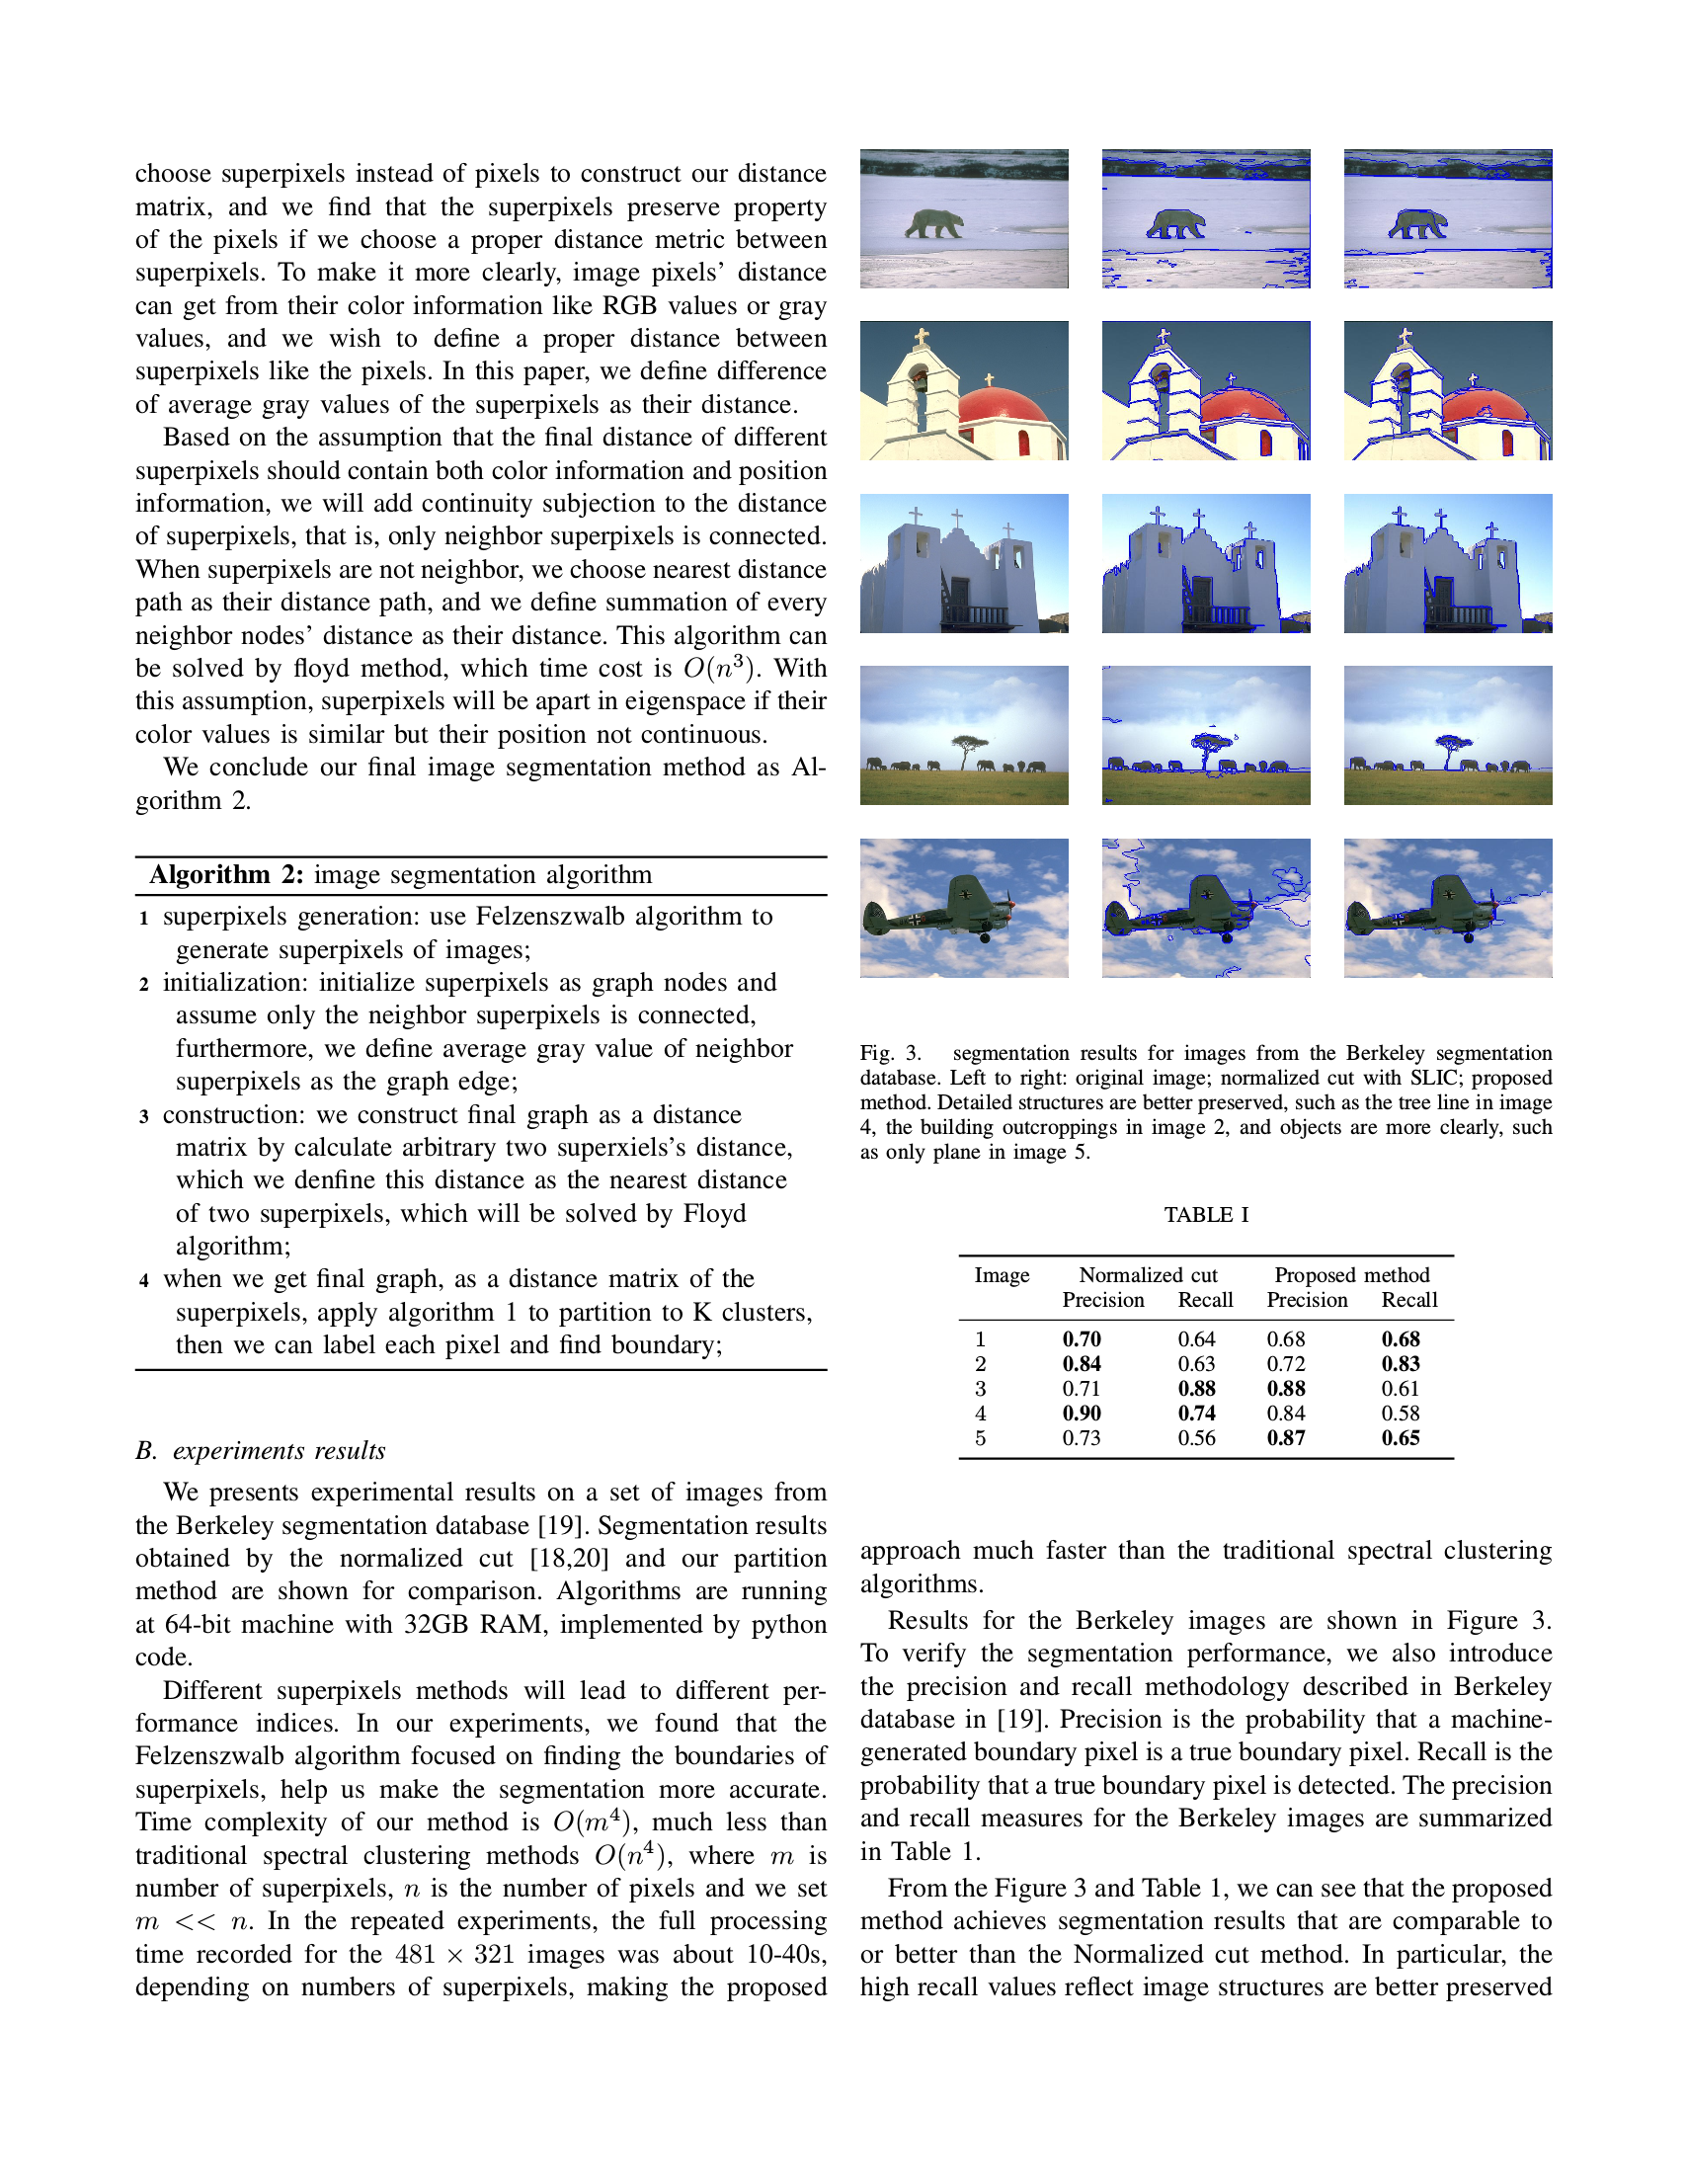 choose superpixels instead of pixels to construct our distance
matrix, and we find that the superpixels preserve property
of the pixels if we choose a proper distance metric between
superpixels. To make it more clearly, image pixels' distance
can get from their color information like RGB values or gray
values, and we wish to define a proper distance between
superpixels like the pixels. In this paper, we define difference
of average gray values of the superpixels as their distance.
Based on the assumption that the final distance of different
superpixels should contain both color information and position
information, we will add continuity subjection to the distance
of superpixels, that is, only neighbor superpixels is connected.
When superpixels are not neighbor, we choose nearest distance
path as their distance path, and we define summation of every
neighbor nodes' distance as their distance. This algorithm can
be solved by floyd method, which time cost is O(n³). With
this assumption, superpixels will be apart in eigenspace if their
color values is similar but their position not continuous.
We conclude our final image segmentation method as Al-
gorithm 2.
Algorithm 2: image segmentation algorithm
1 superpixels generation: use Felzenszwalb algorithm to
generate superpixels of images;
2 initialization: initialize superpixels as graph nodes and
assume only the neighbor superpixels is connected,
furthermore, we define average gray value of neighbor
superpixels as the graph edge;
3 construction: we construct final graph as a distance
matrix by calculate arbitrary two superxiels's distance,
which we denfine this distance as the nearest distance
of two superpixels, which will be solved by Floyd
algorithm;
4 when we get final graph, as a distance matrix of the
superpixels, apply algorithm 1 to partition to K clusters,
then we can label each pixel and find boundary;
B. experiments results
We presents experimental results on a set of images from
the Berkeley segmentation database [19]. Segmentation results
obtained by the normalized cut [18,20] and our partition
method are shown for comparison. Algorithms are running
at 64-bit machine with 32GB RAM, implemented by python
code.
Different superpixels methods will lead to different per-
formance indices. In our experiments, we found that the
Felzenszwalb algorithm focused on finding the boundaries of
superpixels, help us make the segmentation more accurate.
Time complexity of our method is O(m⁴), much less than
traditional spectral clustering methods O(n⁴), where m is
number of superpixels, n is the number of pixels and we set
m << n. In the repeated experiments, the full processing
time recorded for the 481 × 321 images was about 10-40s,
depending on numbers of superpixels, making the proposed
Fig. 3. segmentation results for images from the Berkeley segmentation
database. Left to right: original image; normalized cut with SLIC; proposed
method. Detailed structures are better preserved, such as the tree line in image
4, the building outcroppings in image 2, and objects are more clearly, such
as only plane in image 5.
TABLE I
Image Normalized cut Proposed method
Precision Recall Precision Recall
1 0.70 0.64 0.68 0.68
2 0.84 0.63 0.72 0.83
3 0.71 0.88 0.88 0.61
4 0.90 0.74 0.84 0.58
5 0.73 0.56 0.87 0.65
approach much faster than the traditional spectral clustering
algorithms.
Results for the Berkeley images are shown in Figure 3.
To verify the segmentation performance, we also introduce
the precision and recall methodology described in Berkeley
database in [19]. Precision is the probability that a machine-
generated boundary pixel is a true boundary pixel. Recall is the
probability that a true boundary pixel is detected. The precision
and recall measures for the Berkeley images are summarized
in Table 1.
From the Figure 3 and Table 1, we can see that the proposed
method achieves segmentation results that are comparable to
or better than the Normalized cut method. In particular, the
high recall values reflect image structures are better preserved